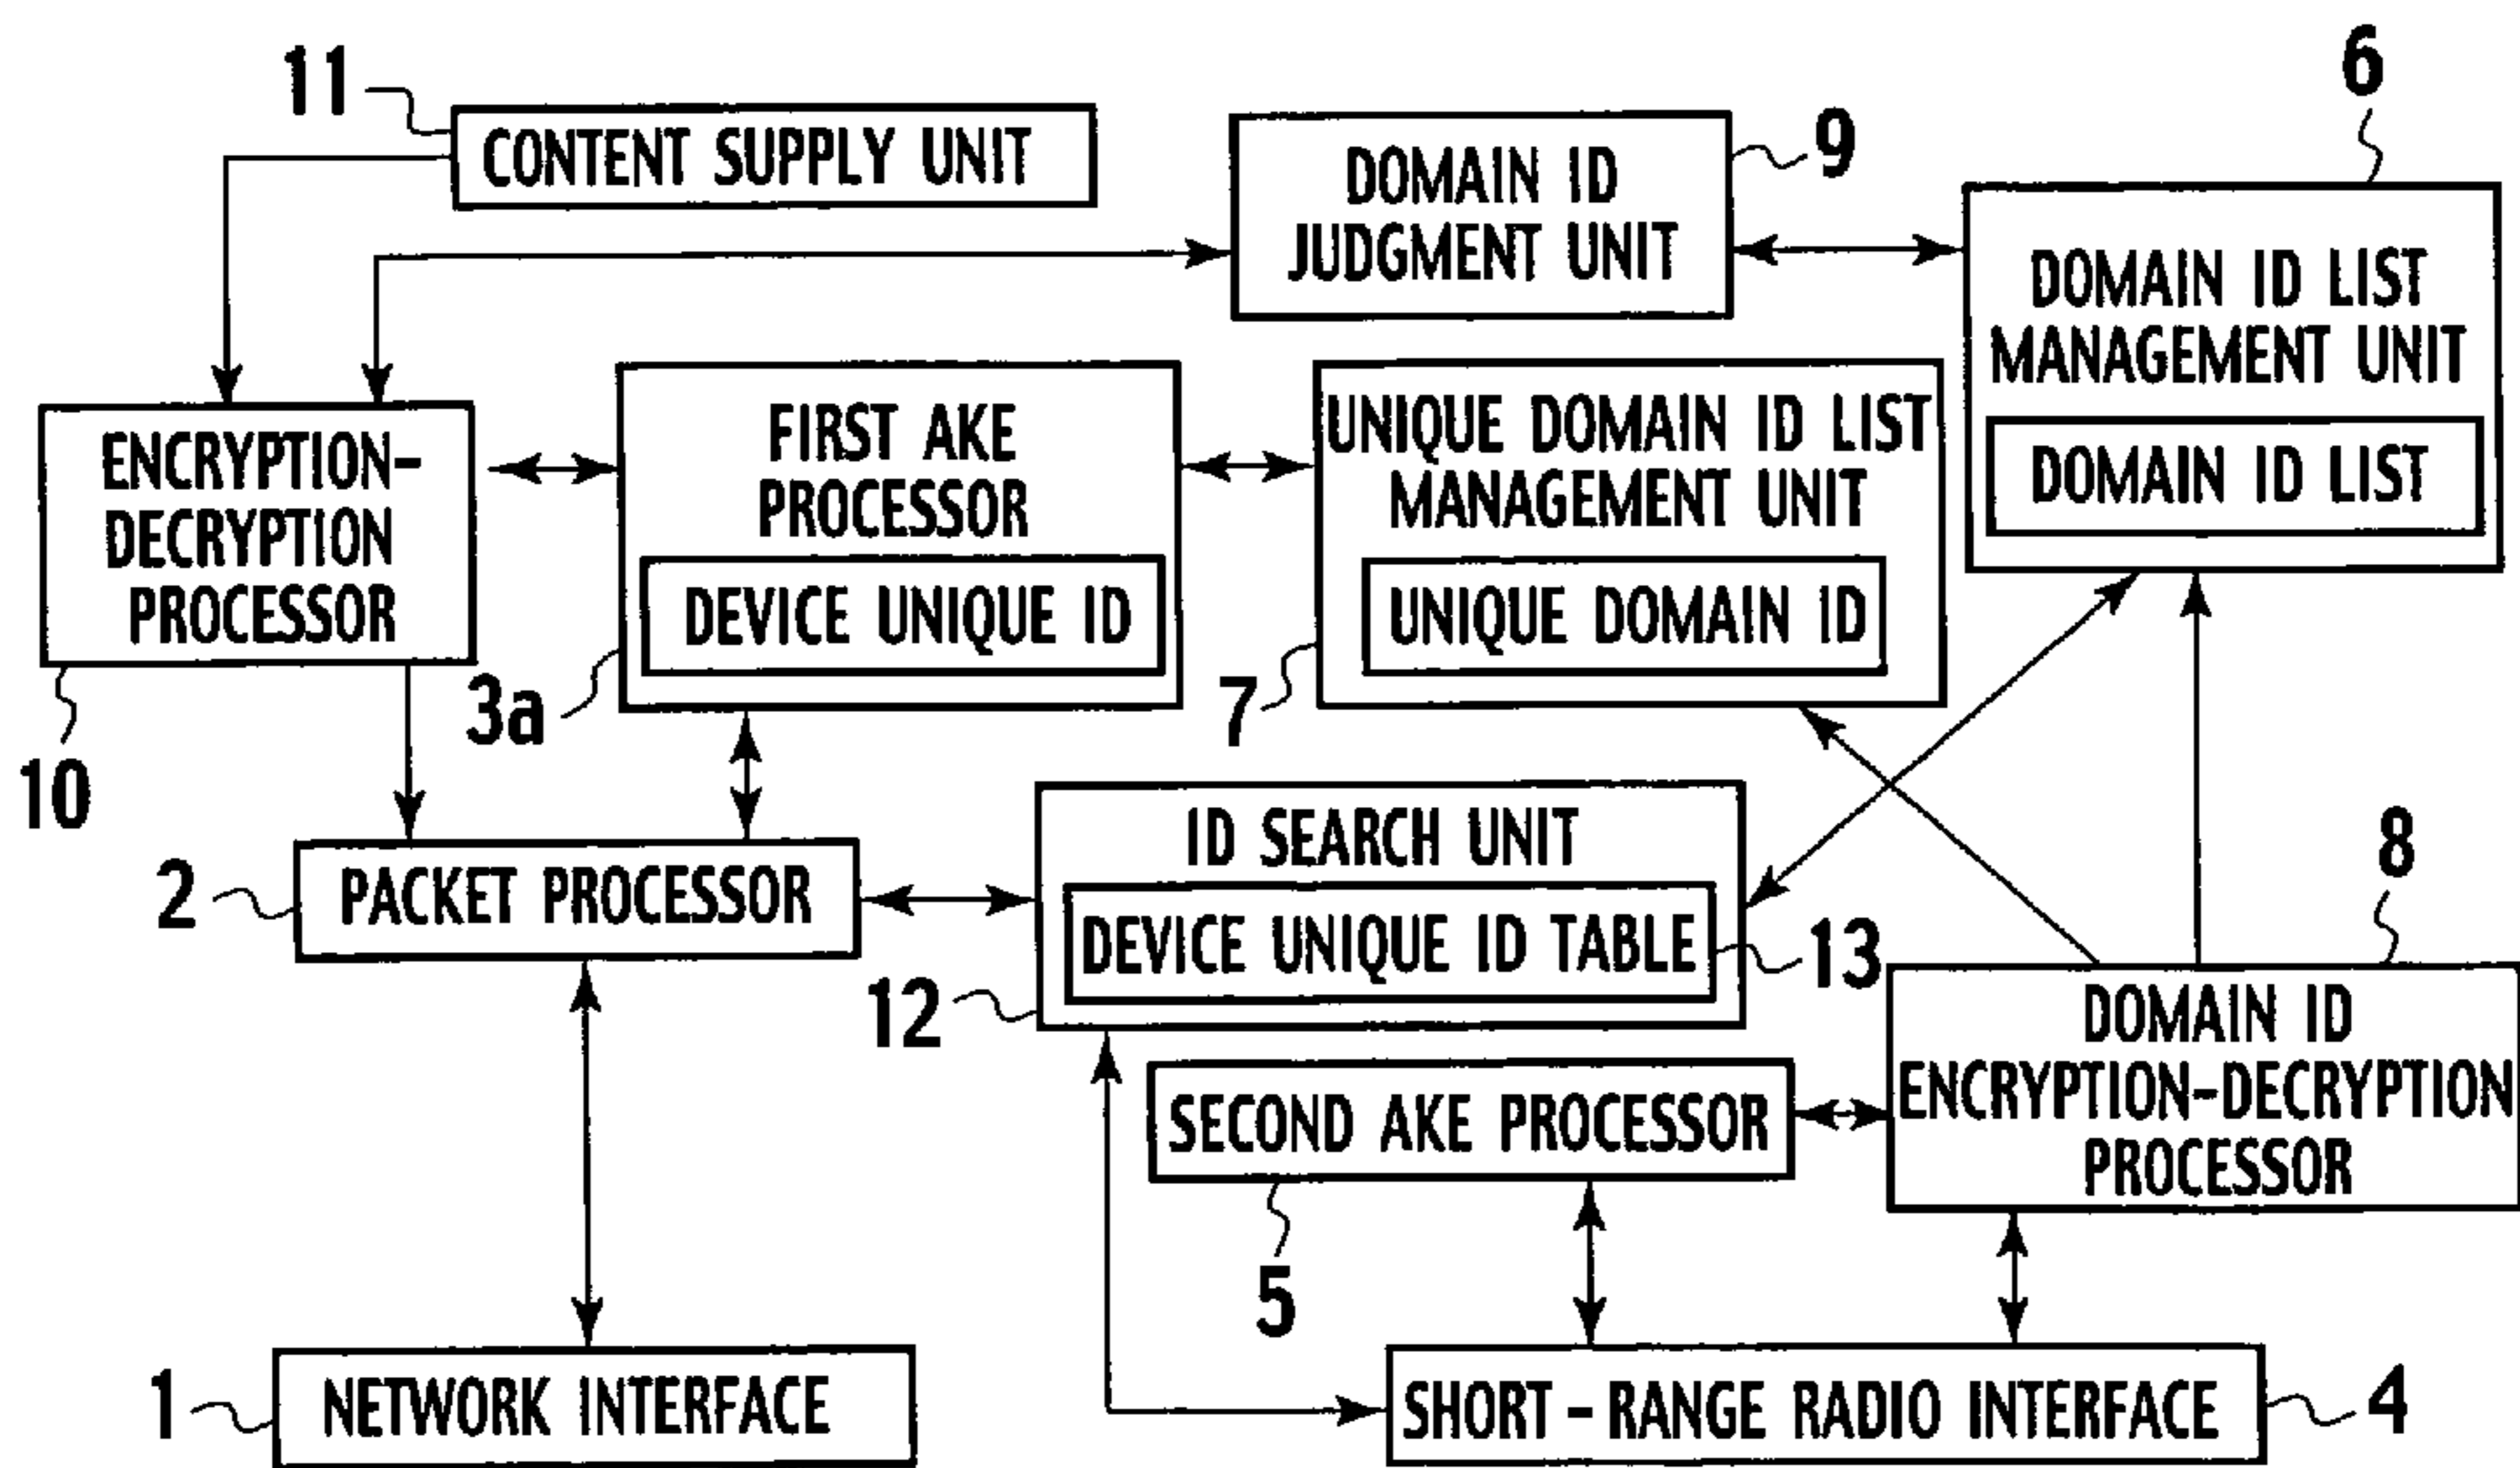 11
CONTENT SUPPLY UNIT
DOMAIN ID
JUDGMENT UNIT
9
6
DOMAIN ID LIST
MANAGEMENT UNIT
DOMAIN ID LIST
ENCRYPTION-
DECRYPTION
PROCESSOR
10
FIRST AKE
PROCESSOR
DEVICE UNIQUE ID
3a
UNIQUE DOMAIN ID LIST
MANAGEMENT UNIT
UNIQUE DOMAIN ID
7
2
PACKET PROCESSOR
ID SEARCH UNIT
DEVICE UNIQUE ID TABLE
13
12
8
DOMAIN ID
ENCRYPTION-DECRYPTION
PROCESSOR
SECOND AKE PROCESSOR
5
1
NETWORK INTERFACE
SHORT-RANGE RADIO INTERFACE
4